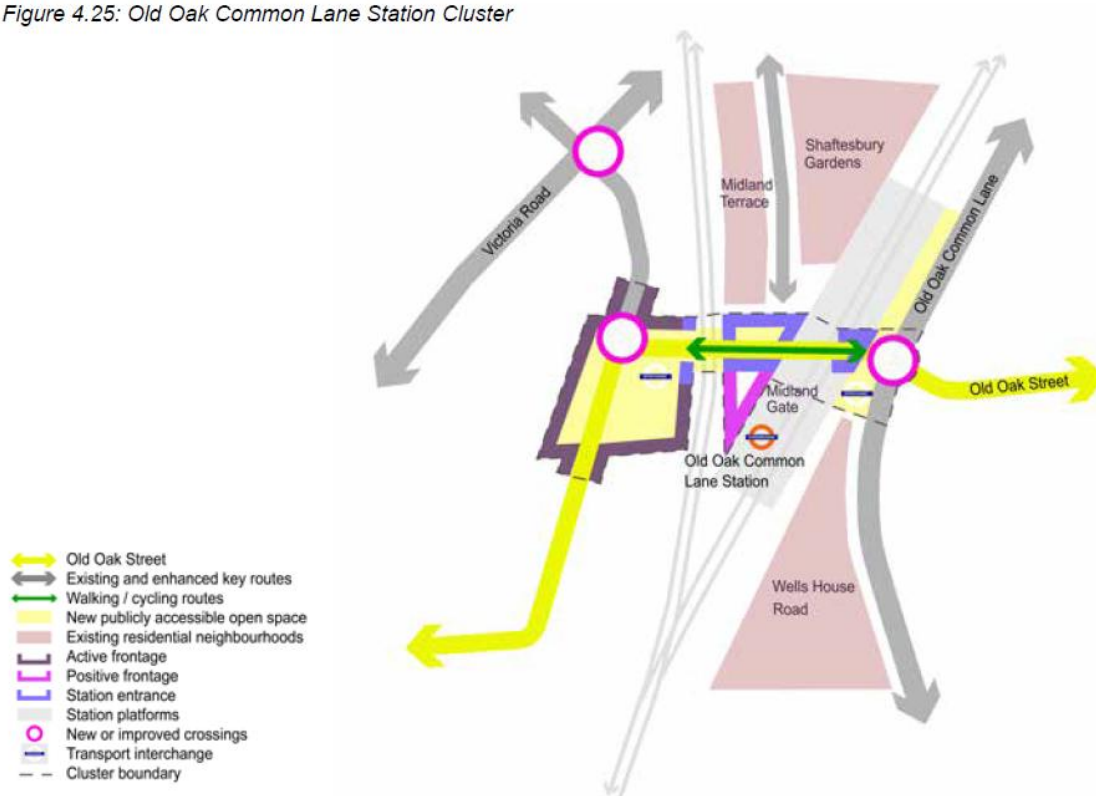 Figure 4.25: Old Oak Common Lane Station Cluster
Shaftesbury
Gardens
Midland
Terrace
Victoria Road
Old Oak Common Lane
Old Oak Street
Midland
Gate
Old Oak Common
Lane Station
Wells House
Road
Old Oak Street
Existing and enhanced key routes
Walking / cycling routes
New publicly accessible open space
Existing residential neighbourhoods
Active frontage
Positive frontage
Station entrance
Station platforms
New or improved crossings
Transport interchange
Cluster boundary